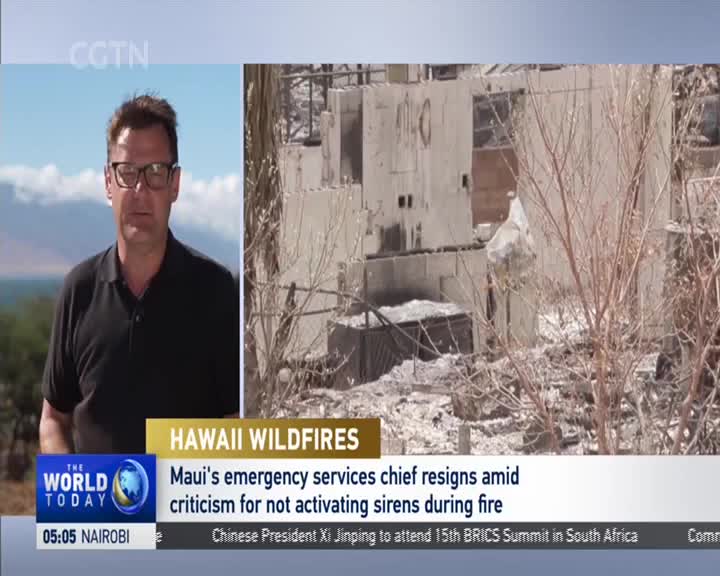 CGTN
HAWAII WILDFIRES
Maui's emergency services chief resigns amid
criticism for not activating sirens during fire
THE
WORLD
TODAY
05:05 NAIROBI
e Chinese President Xi Jinping to attend 15th BRICS Summit in South Africa Comm